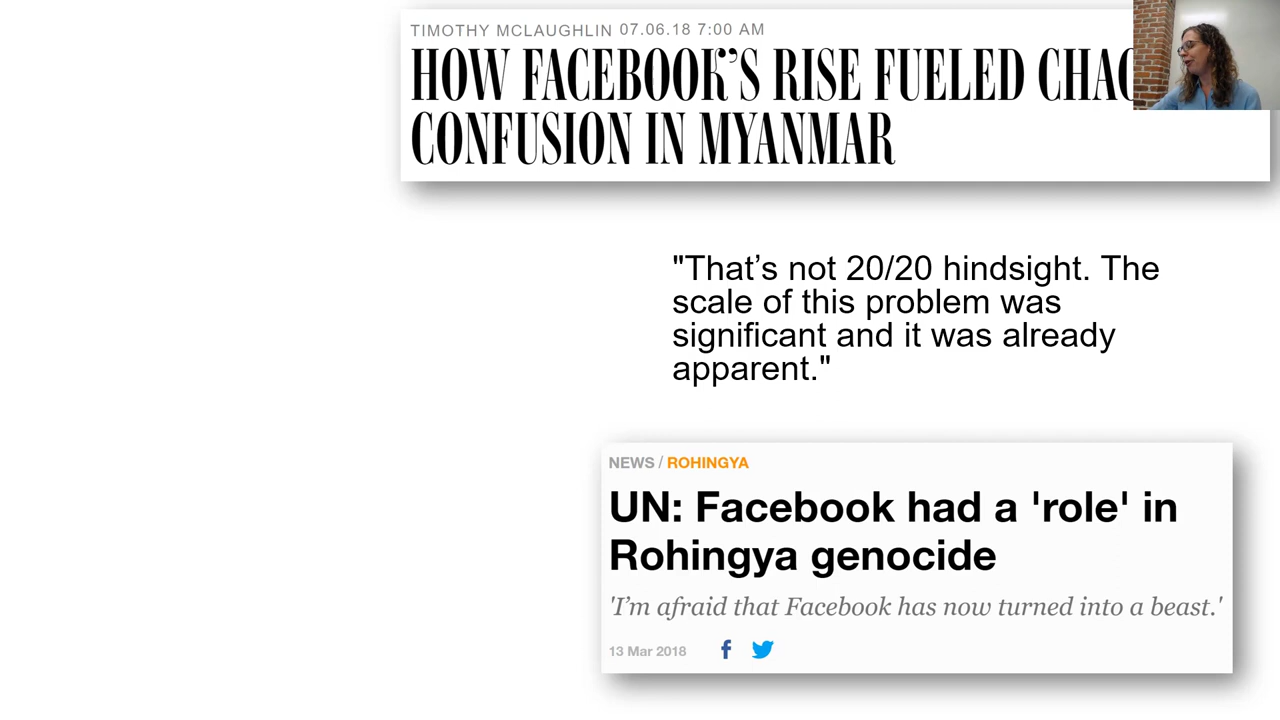 TIMOTHY MCLAUGHLIN 07.06.18 7:00 AM
HOW FACEBOOK’S RISE FUELED
CONFUSION IN MYANMAR
"That’s not 20/20 hindsight. The
scale of this problem was
significant and it was already
apparent."
NEWS / ROHINGYA
UN: Facebook had a 'role' in
Rohingya genocide
'I’m afraid that Facebook has now turned into a beast.'
13 Mar 2018